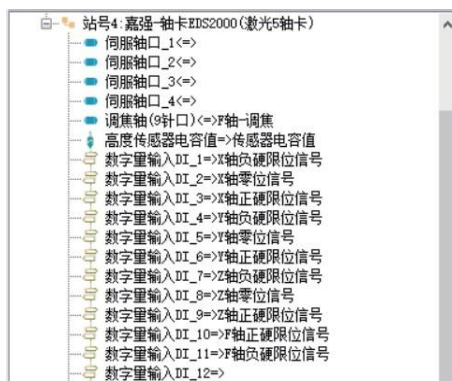 站号4:嘉强-轴卡EDS2000(激光5轴卡)
伺服轴口_1<=>
伺服轴口_2<=>
伺服轴口_3<=>
伺服轴口_4<=>
调焦轴(9针口)<=>F轴-调焦
高度传感器电容值=>传感器电容值
数字量输入DI_1=>X轴负硬限位信号
数字量输入DI_2=>X轴零位信号
数字量输入DI_3=>X轴正硬限位信号
数字量输入DI_4=>Y轴负硬限位信号
数字量输入DI_5=>Y轴零位信号
数字量输入DI_6=>Y轴正硬限位信号
数字量输入DI_7=>Z轴负硬限位信号
数字量输入DI_8=>Z轴零位信号
数字量输入DI_9=>Z轴正硬限位信号
数字量输入DI_10=>F轴正硬限位信号
数字量输入DI_11=>F轴负硬限位信号
数字量输入DI_12=>